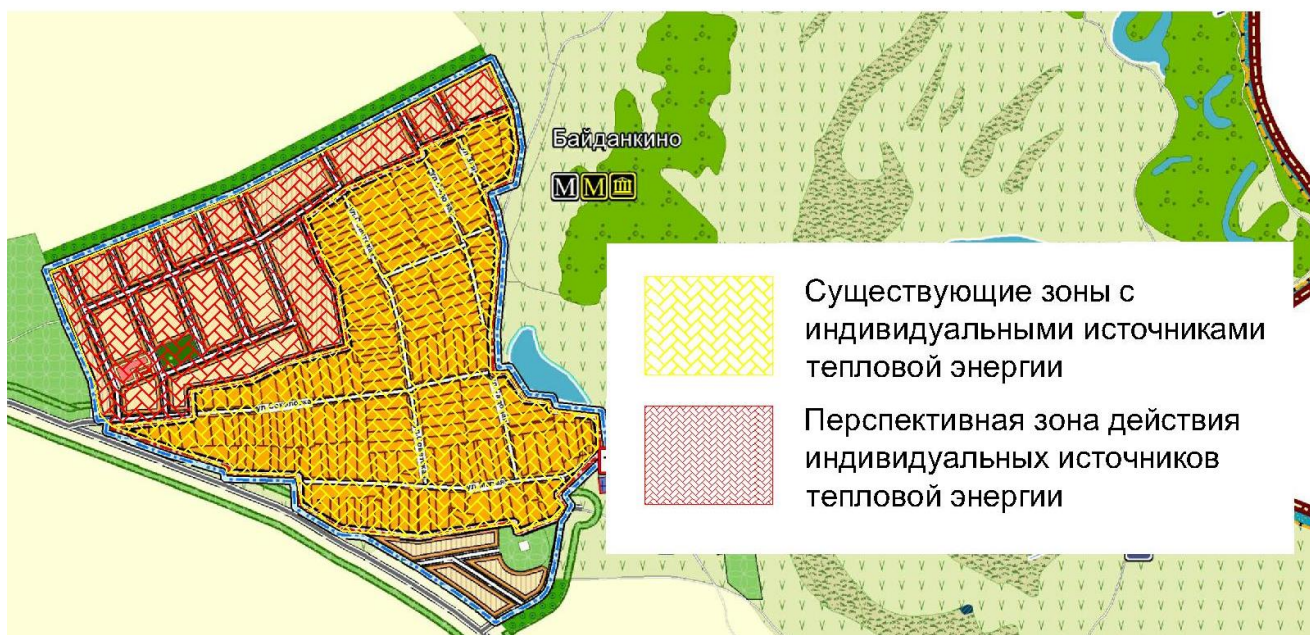 Байданкино
М М
Существующие зоны с
индивидуальными источниками
тепловой энергии
Перспективная зона действия
индивидуальных источников
тепловой энергии